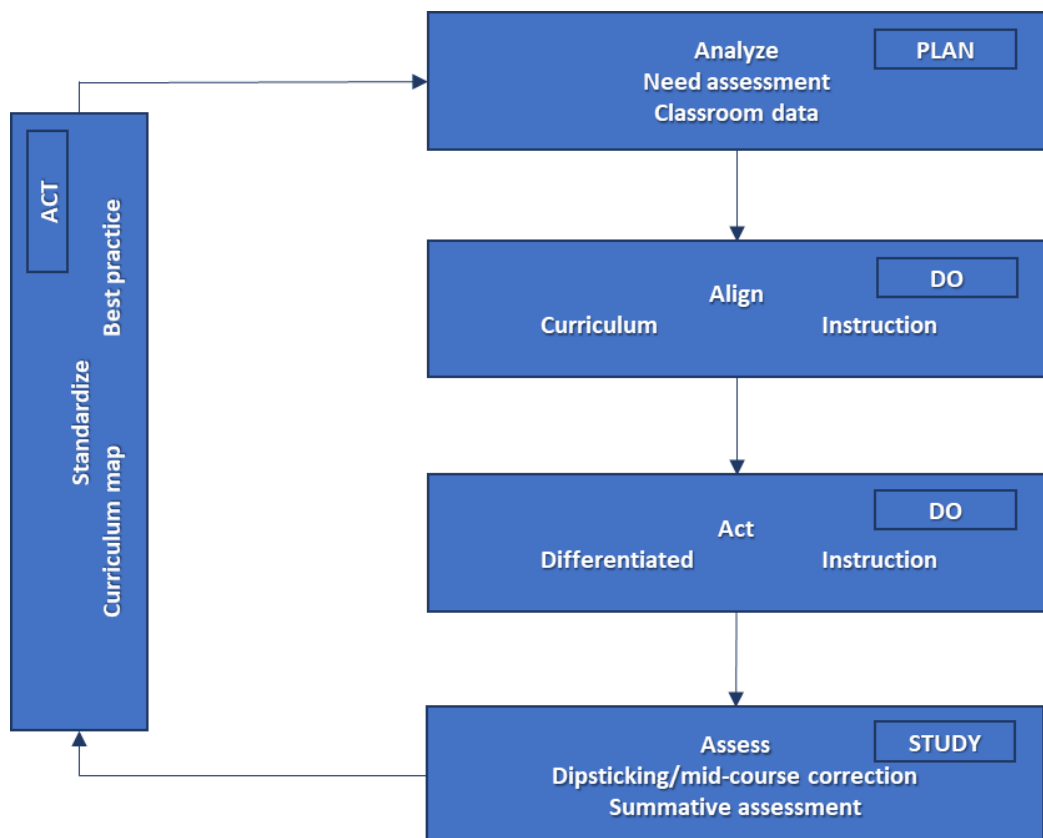 Analyze
PLAN
Need assessment
Classroom data
Align
DO
Curriculum Instruction
Act
DO
Differentiated Instruction
Assess
STUDY
Dipsticking/mid-course correction
Summative assessment
ACT
Standardize
Curriculum map Best practice